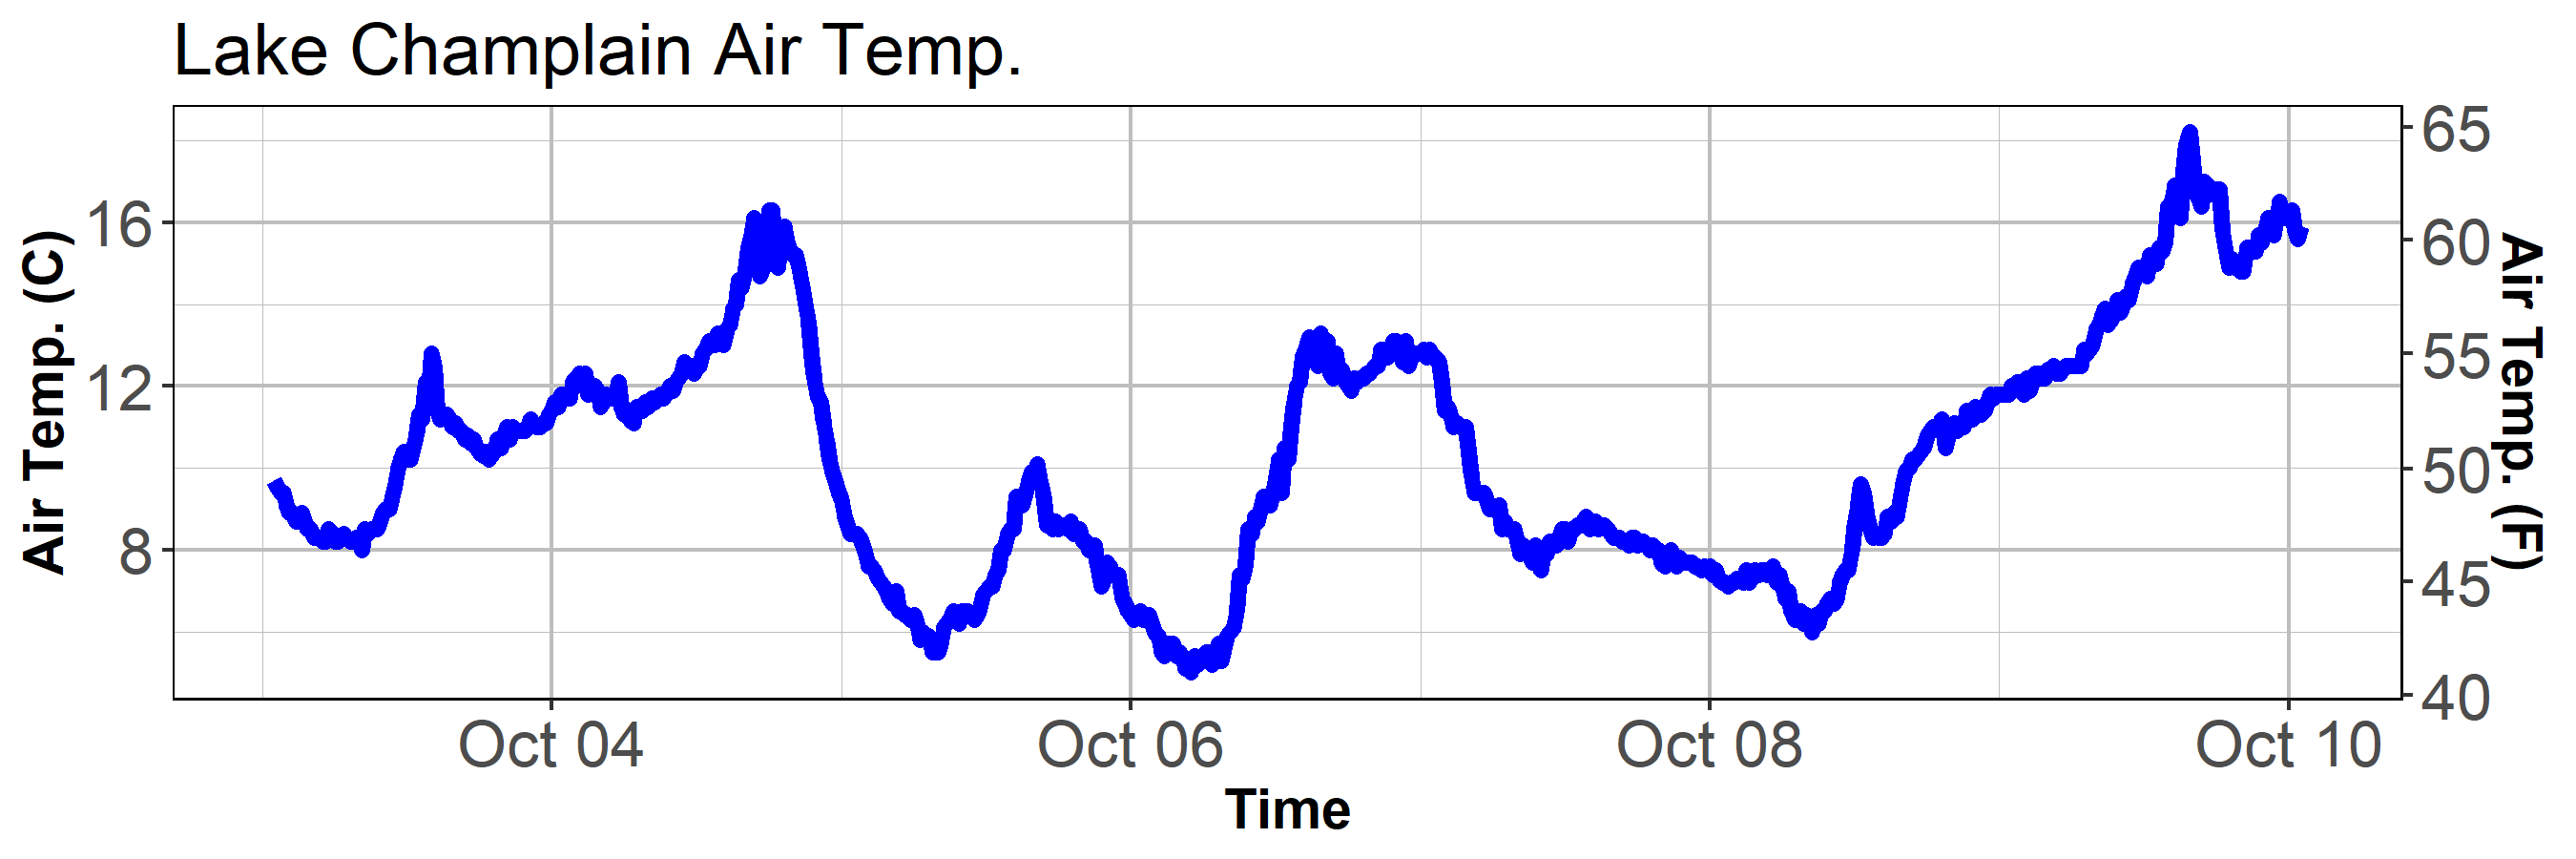 Lake Champlain Air Temp.
Air Temp. (C)
16
12
8
65
60
55
50
45
40
Air Temp. (F)
Oct 04 Oct 06 Oct 08 Oct 10
Time